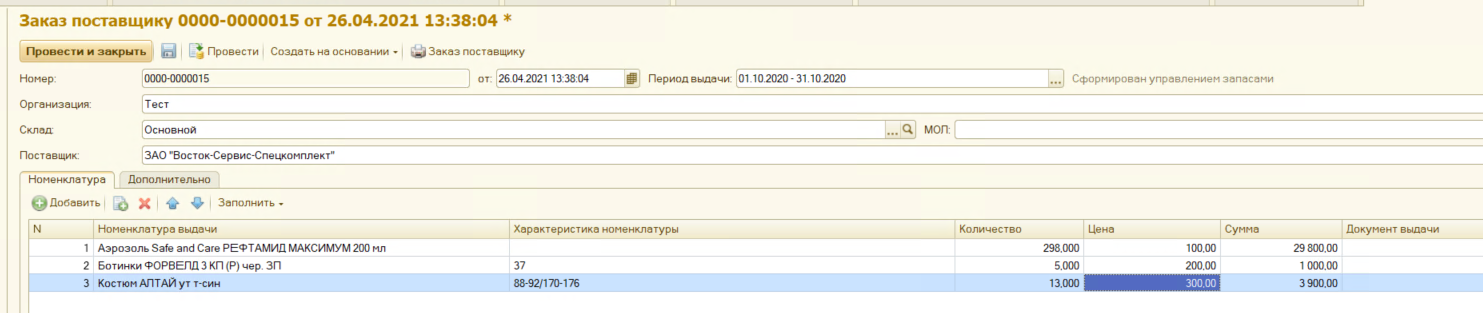 Заказ поставщику 0000-0000015 от 26.04.2021 13:38:04 *
Провести и закрыть Провести Создать на основании Заказ поставщику
Номер: 0000-0000015 от: 26.04.2021 13:38:04 Период выдачи: 01.10.2020 - 31.10.2020 ... Сформирован управлением запасами
Организация: Тест
Склад: Основной ... МОЛ:
Поставщик: ЗАО "Восток-Сервис-Спецкомплект"
Номенклатура Дополнительно
Добавить Заполнить
N Номенклатура выдачи Характеристика номенклатуры Количество Цена Сумма Документ выдачи
1 Аэрозоль Safe and Care РЕФТАМИД МАКСИМУМ 200 мл 298,000 100,00 29 800,00
2 Ботинки ФОРВЕЛД 3 КП (Р) чер. ЗП 37 5,000 200,00 1 000,00
3 Костюм АЛТАЙ ут т-син 88-92/170-176 13,000 300,00 3 900,00